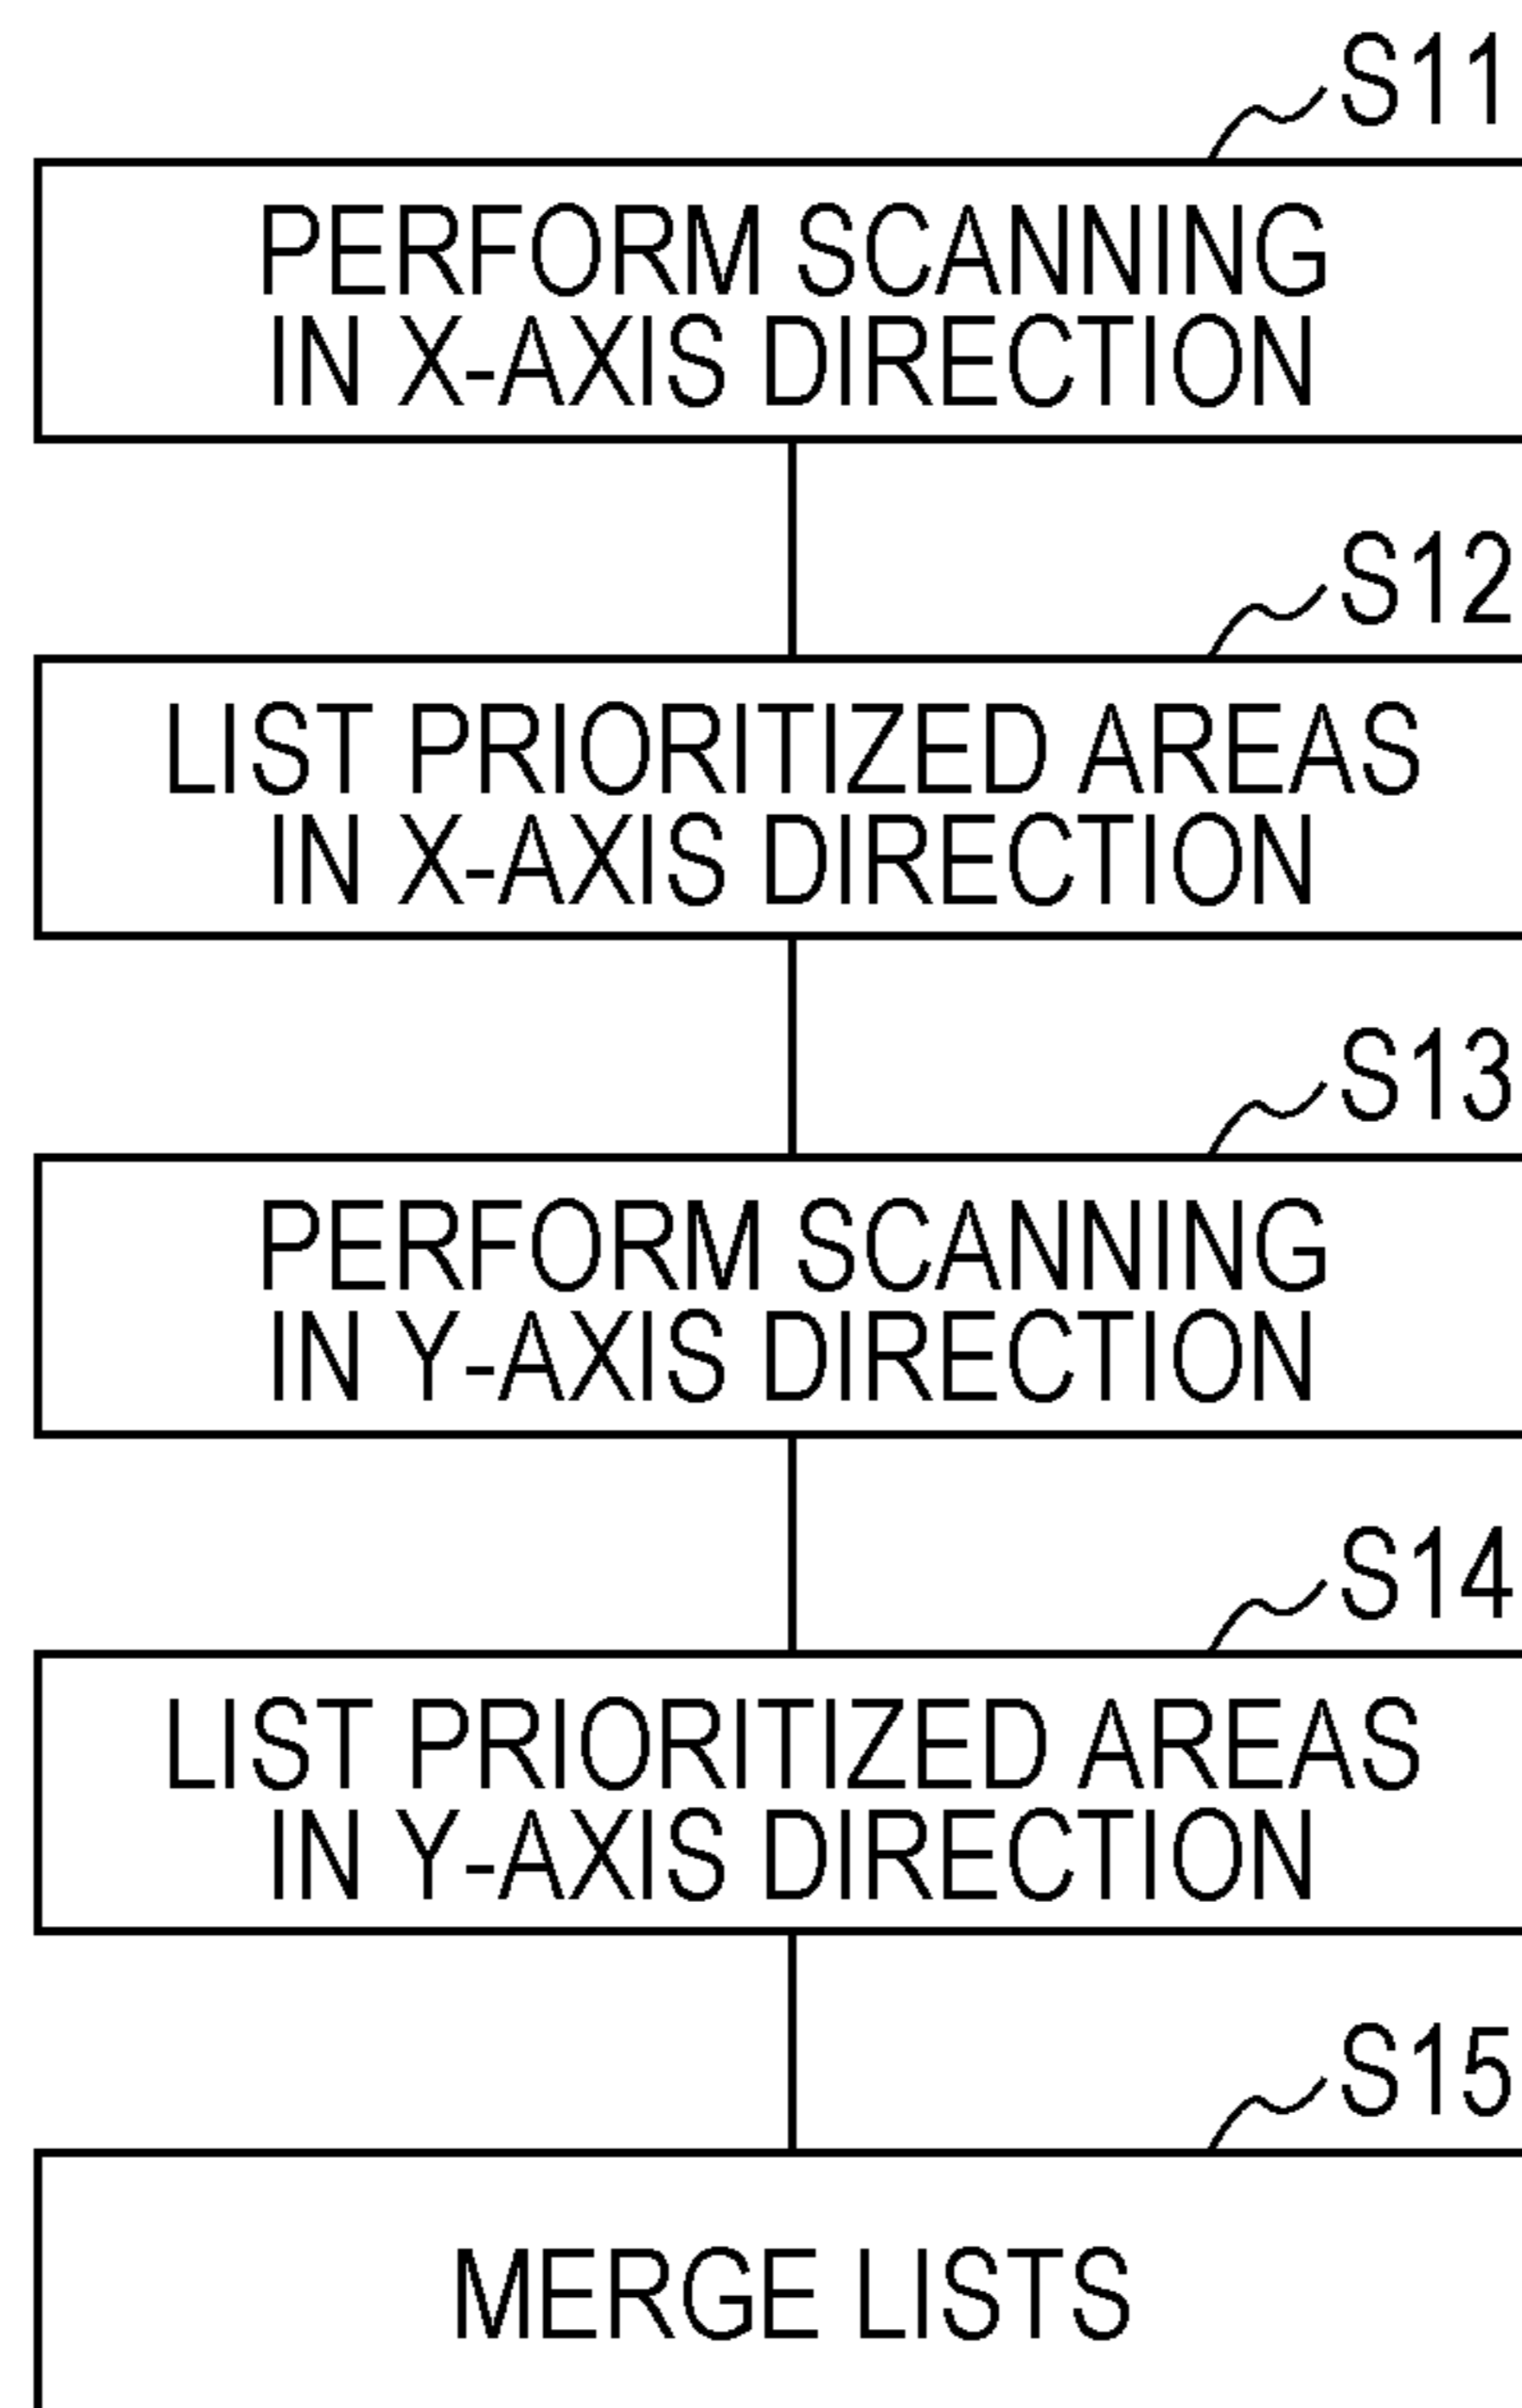 S11
PERFORM SCANNING
IN X-AXIS DIRECTION
S12
LIST PRIORITIZED AREAS
IN X-AXIS DIRECTION
S13
PERFORM SCANNING
IN Y-AXIS DIRECTION
S14
LIST PRIORITIZED AREAS
IN Y-AXIS DIRECTION
S15
MERGE LISTS